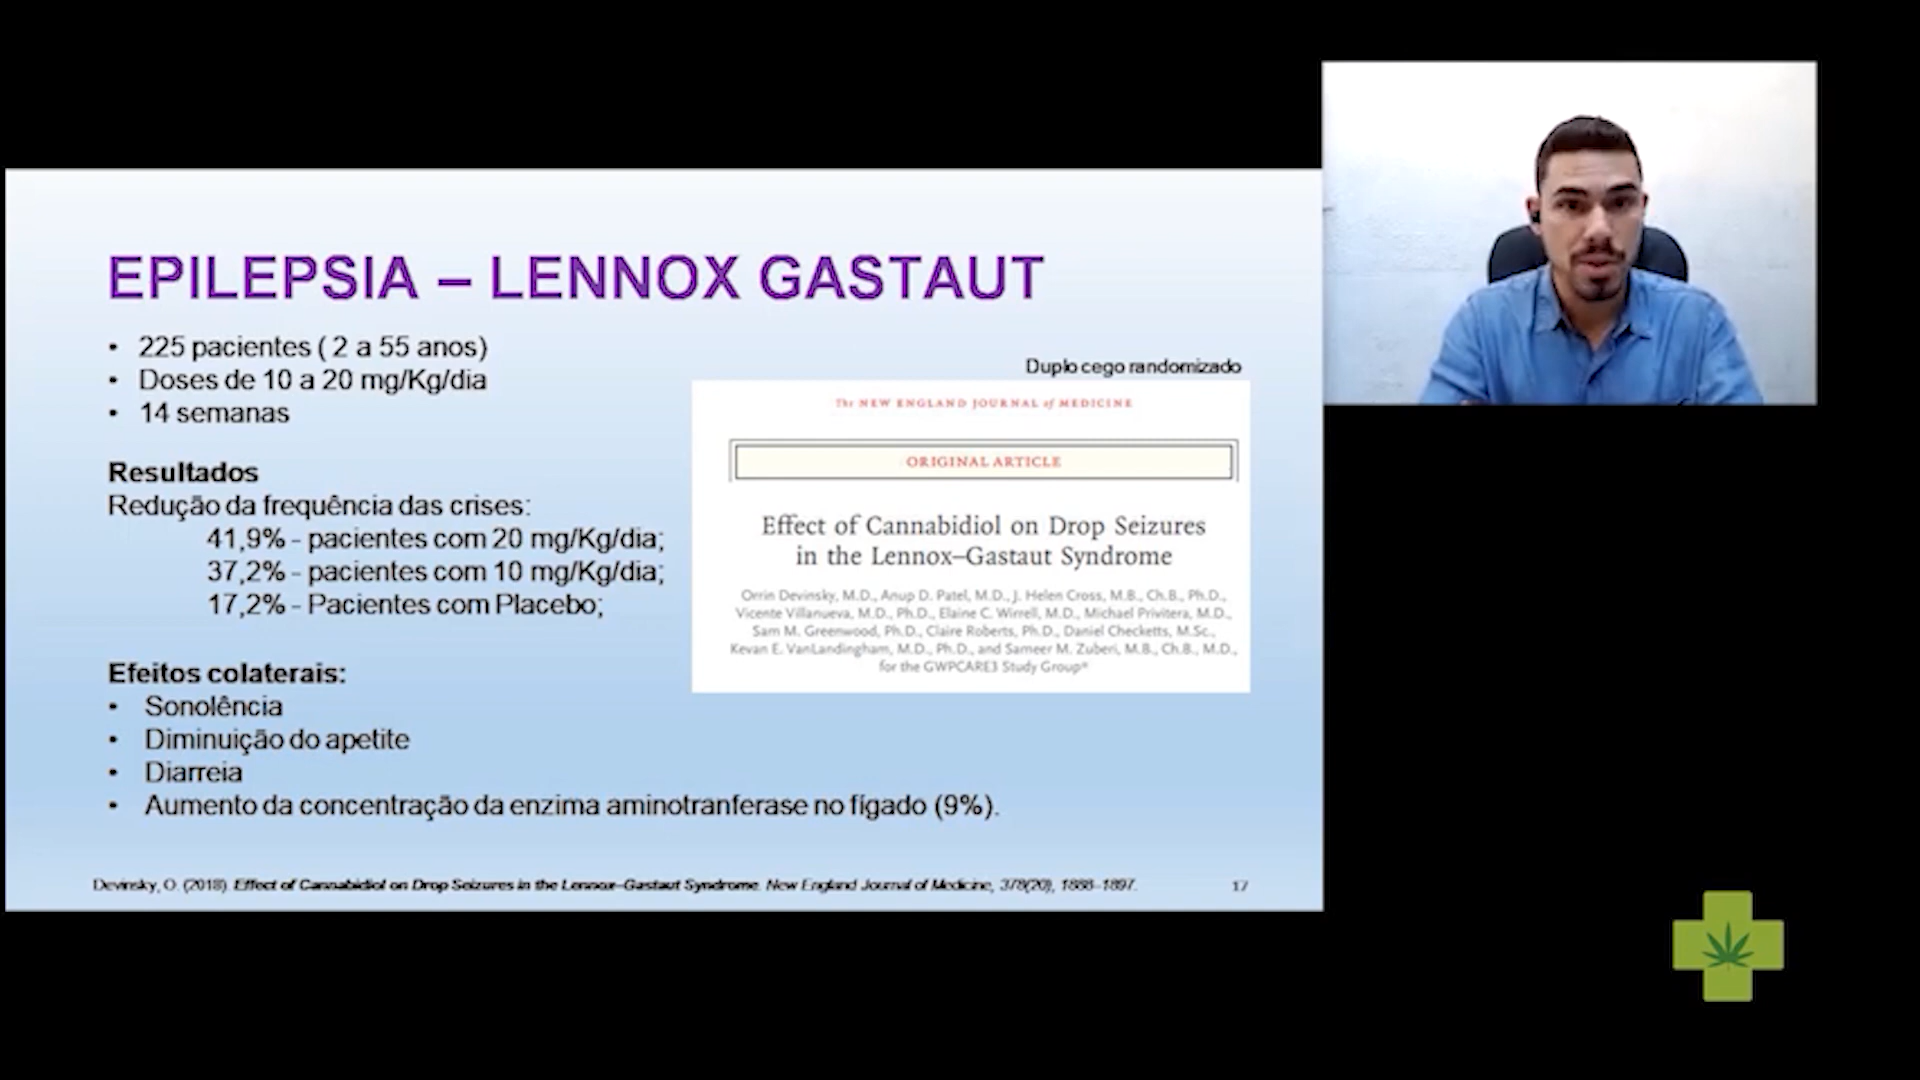 EPILEPSIA – LENNOX GASTAUT
• 225 pacientes ( 2 a 55 anos)
• Doses de 10 a 20 mg/Kg/dia
• 14 semanas
Resultados
Redução da frequência das crises:
41,9% - pacientes com 20 mg/Kg/dia;
37,2% - pacientes com 10 mg/Kg/dia;
17,2% - Pacientes com Placebo;
Efeitos colaterais:
• Sonolência
• Diminuição do apetite
• Diarreia
• Aumento da concentração da enzima aminotranferase no fígado (9%).
Duplo cego randomizado
The NEW ENGLAND JOURNAL of MEDICINE
ORIGINAL ARTICLE
Effect of Cannabidiol on Drop Seizures
in the Lennox–Gastaut Syndrome
Orrin Devinsky, M.D., Anup D. Patel, M.D., J. Helen Cross, M.B., Ch.B., Ph.D.,
Vicente Villanueva, M.D., Ph.D., Elaine C. Wirrell, M.D., Michael Privitera, M.D.,
Sam M. Greenwood, Ph.D., Claire Roberts, Ph.D., Daniel Checketts, M.Sc.,
Kevan E. VanLandingham, M.D., Ph.D., and Sameer M. Zuberi, M.B., Ch.B., M.D.,
for the GWPCARE3 Study Group*
Devinsky, O. (2018). Effect of Cannabidiol on Drop Seizures in the Lennox–Gastaut Syndrome. New England Journal of Medicine, 378(20), 1888–1897.
17